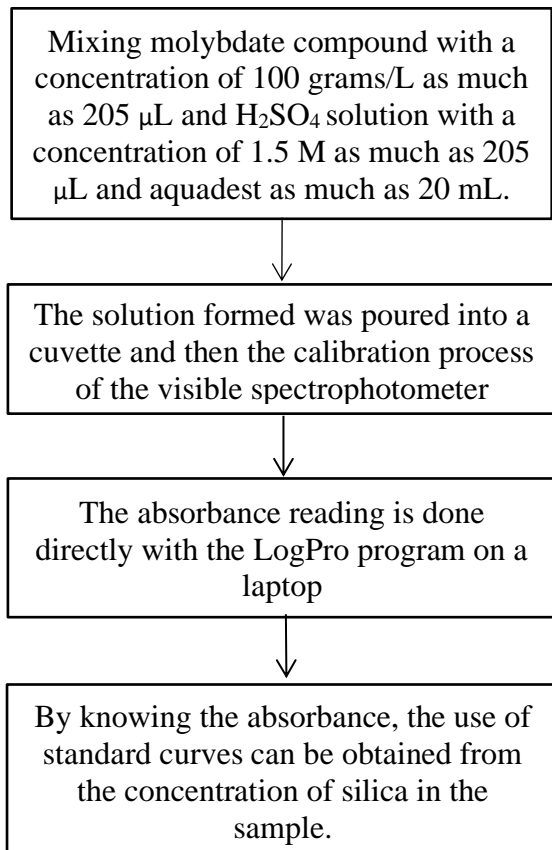 Mixing molybdate compound with a
concentration of 100 grams/L as much
as 205 μL and H₂SO₄ solution with a
concentration of 1.5 M as much as 205
μL and aquadest as much as 20 mL.
The solution formed was poured into a
cuvette and then the calibration process
of the visible spectrophotometer
The absorbance reading is done
directly with the LogPro program on a
laptop
By knowing the absorbance, the use of
standard curves can be obtained from
the concentration of silica in the
sample.